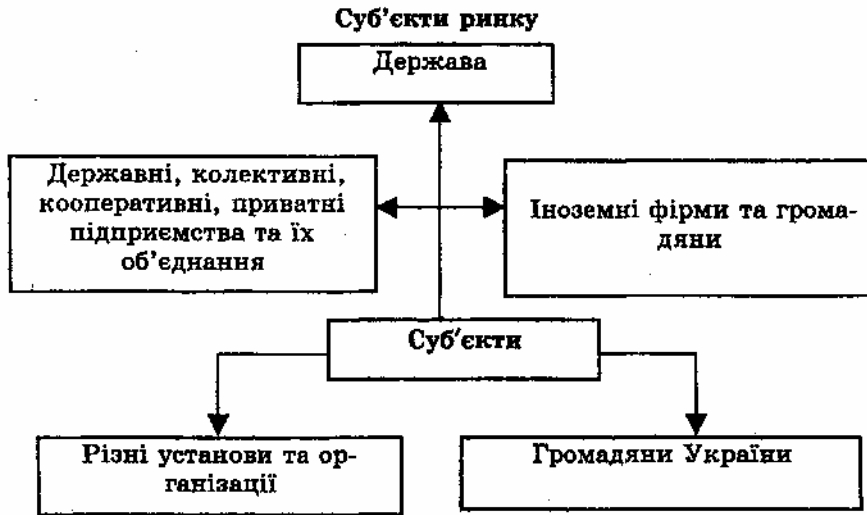 Суб'єкти ринку
Держава
Державні, колективні,
кооперативні, приватні
підприємства та їх
об'єднання
Іноземні фірми та грома-
дяни
Суб'єкти
Різні установи та ор-
ганізації
Громадяни України